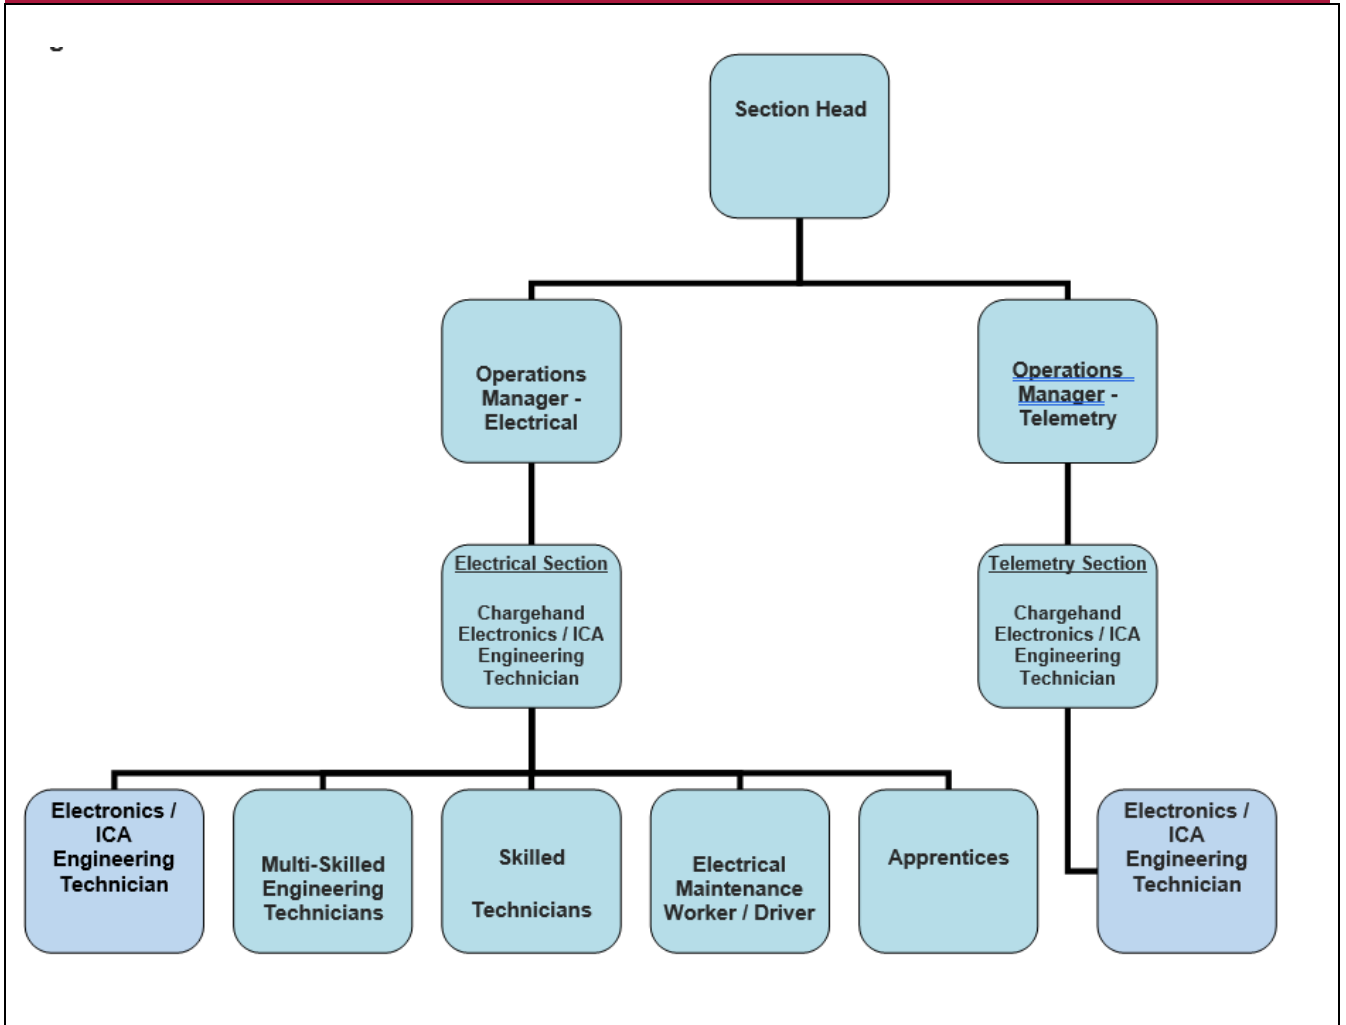 Section Head
Operations
Manager -
Electrical
Operations
Manager -
Telemetry
Electrical Section
Chargehand
Electronics / ICA
Engineering
Technician
Telemetry Section
Chargehand
Electronics / ICA
Engineering
Technician
Electronics /
ICA
Engineering
Technician
Multi-Skilled
Engineering
Technicians
Skilled
Technicians
Electrical
Maintenance
Worker / Driver
Apprentices
Electronics /
ICA
Engineering
Technician